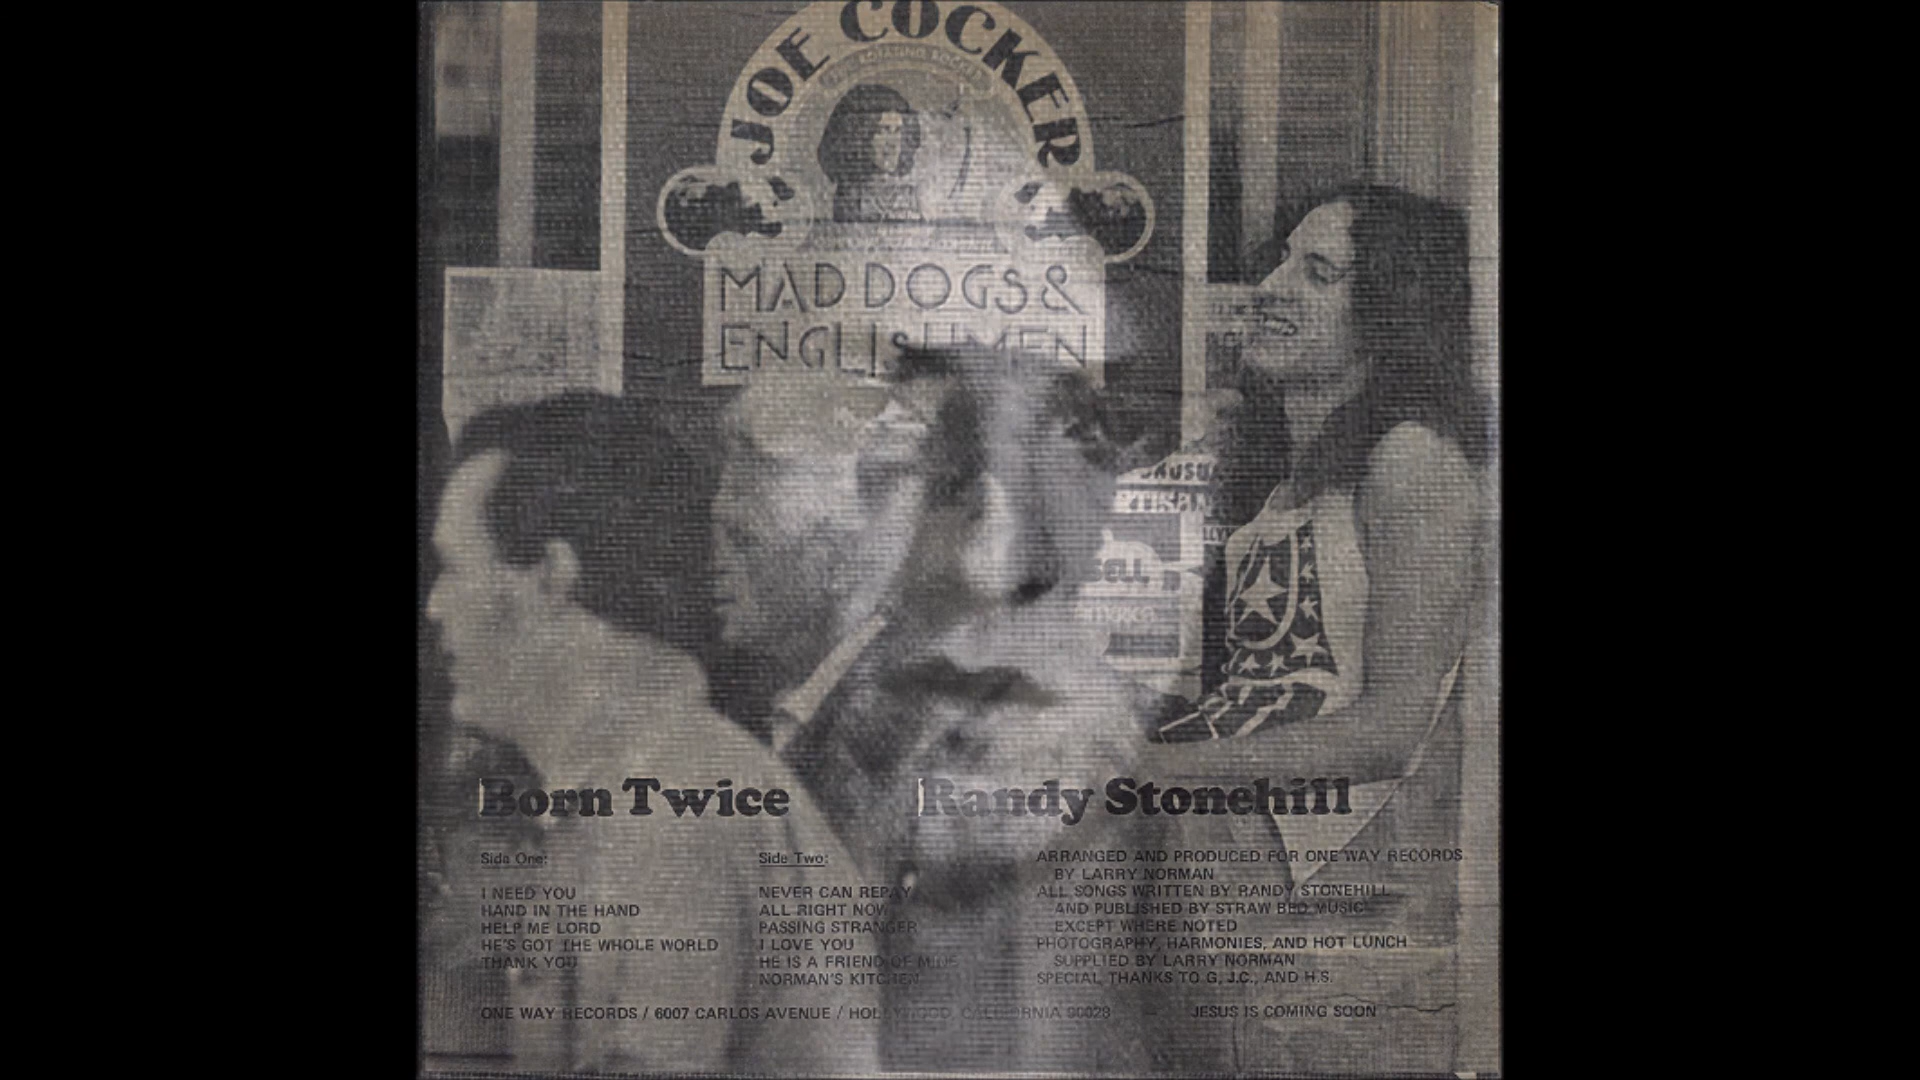 JOE COCKER
MAD DOGS &
ENGLISHMEN
SELL
Born Twice
Randy Stonehill
Side One:
I NEED YOU
HAND IN THE HAND
HELP ME LORD
HE'S GOT THE WHOLE WORLD
THANK YOU
Side Two:
NEVER CAN REPAY
ALL RIGHT NOW
PASSING STRANGER
I LOVE YOU
HE IS A FRIEND OF MINE
NORMAN'S KITCHEN
ARRANGED AND PRODUCED FOR ONE WAY RECORDS
BY LARRY NORMAN
ALL SONGS WRITTEN BY RANDY STONEHILL
AND PUBLISHED BY STRAW BED MUSIC
EXCEPT WHERE NOTED
PHOTOGRAPHY, HARMONIES, AND HOT LUNCH
SUPPLIED BY LARRY NORMAN
SPECIAL THANKS TO G, J.C., AND H.S.
ONE WAY RECORDS / 6007 CARLOS AVENUE / HOLLYWOOD, CALIFORNIA 90028
JESUS IS COMING SOON